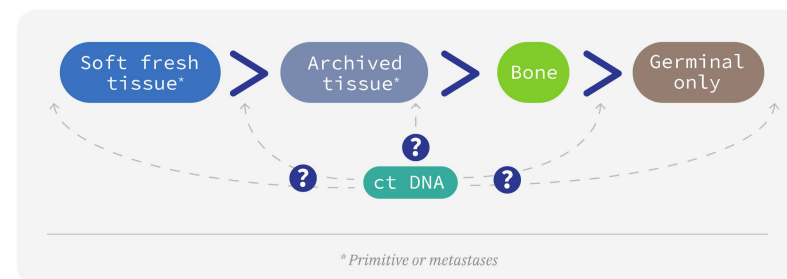 Soft fresh
tissue*
Archived
tissue*
Bone
Germinal
only
?
?
ct DNA
?
* Primitive or metastases